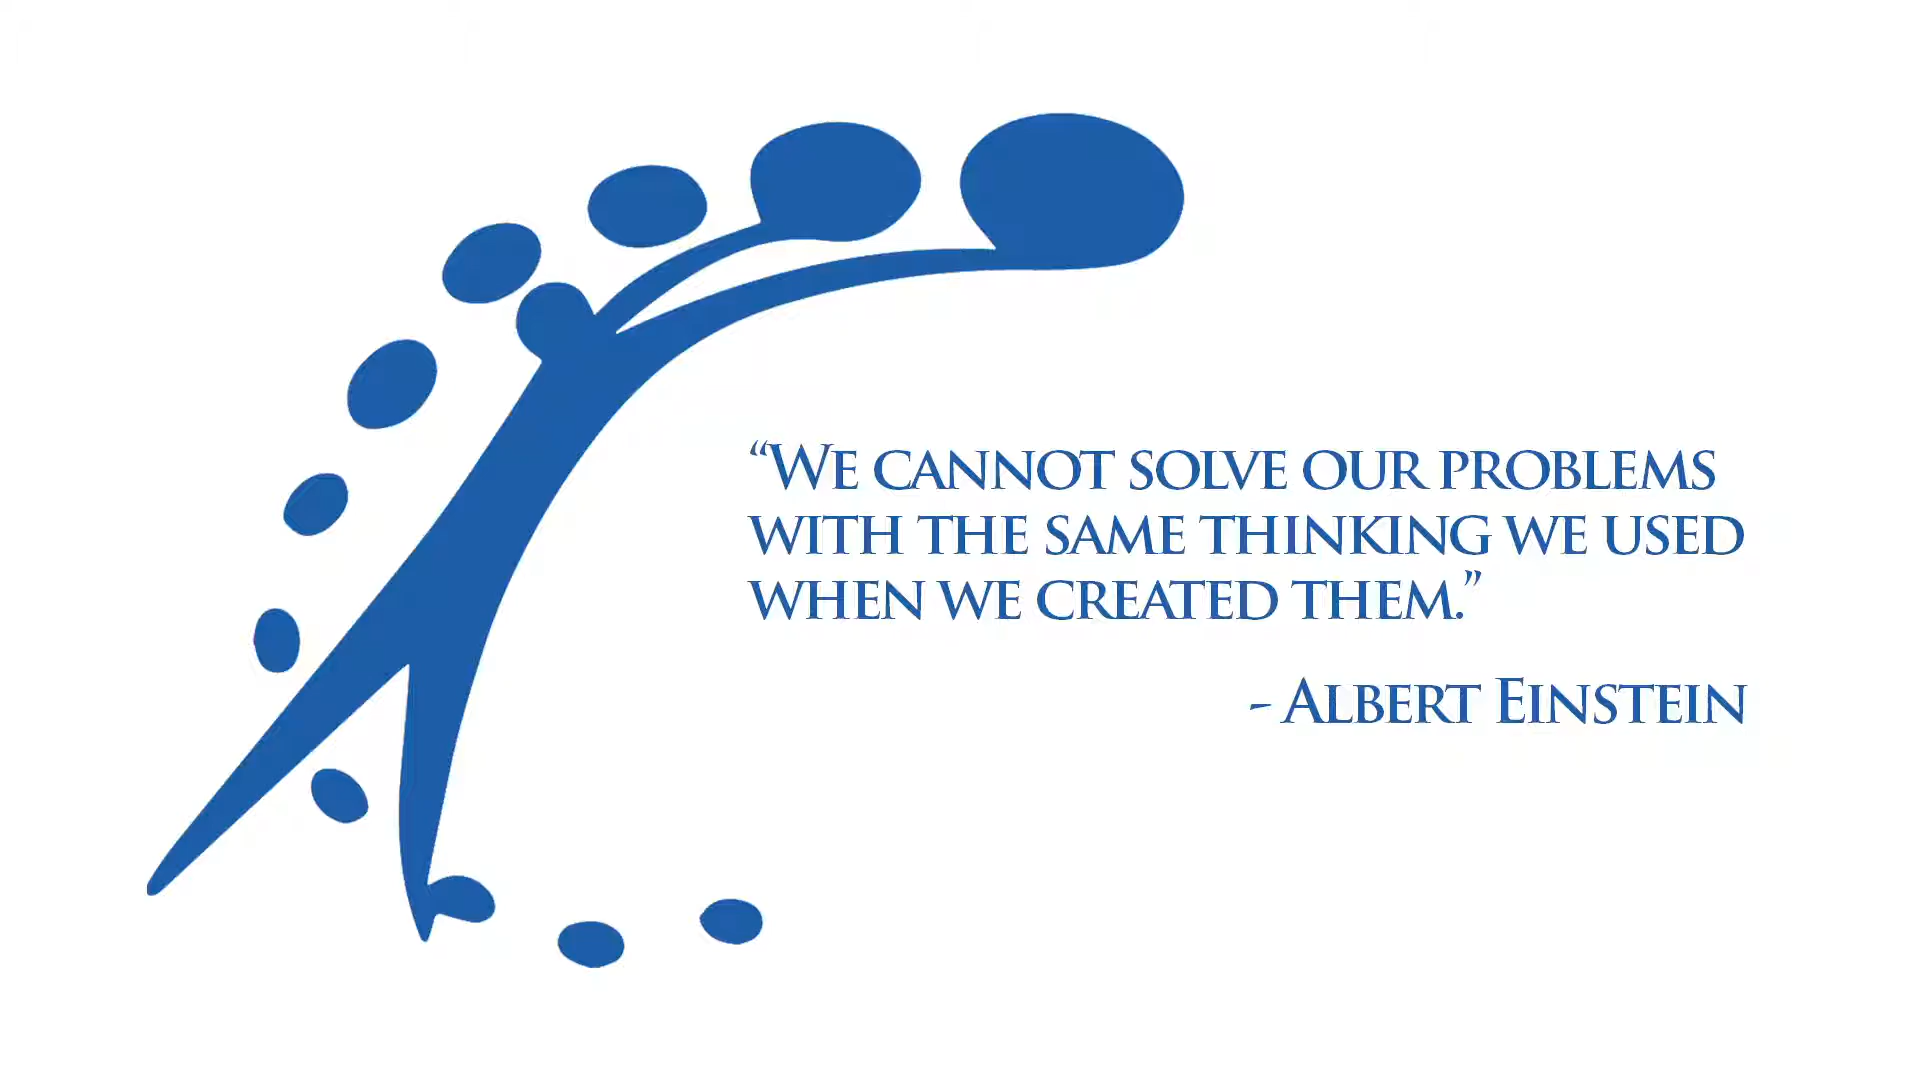 “We cannot solve our problems
with the same thinking we used
when we created them.”
- Albert Einstein